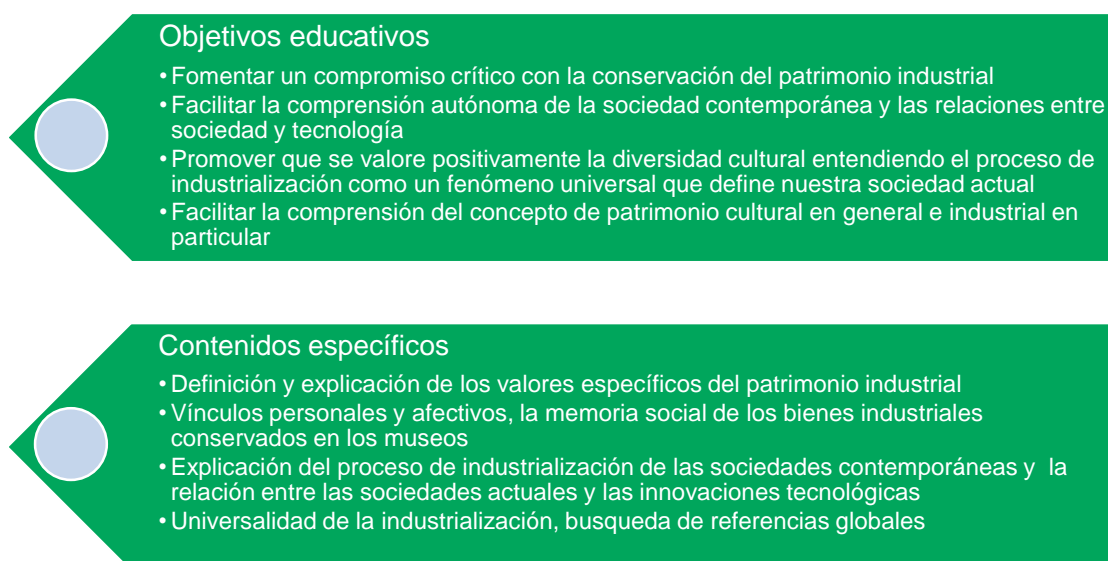 Objetivos educativos
•Fomentar un compromiso crítico con la conservación del patrimonio industrial
•Facilitar la comprensión autónoma de la sociedad contemporánea y las relaciones entre
sociedad y tecnología
•Promover que se valore positivamente la diversidad cultural entendiendo el proceso de
industrialización como un fenómeno universal que define nuestra sociedad actual
•Facilitar la comprensión del concepto de patrimonio cultural en general e industrial en
particular
Contenidos específicos
•Definición y explicación de los valores específicos del patrimonio industrial
•Vínculos personales y afectivos, la memoria social de los bienes industriales
conservados en los museos
•Explicación del proceso de industrialización de las sociedades contemporáneas y la
relación entre las sociedades actuales y las innovaciones tecnológicas
•Universalidad de la industrialización, busqueda de referencias globales